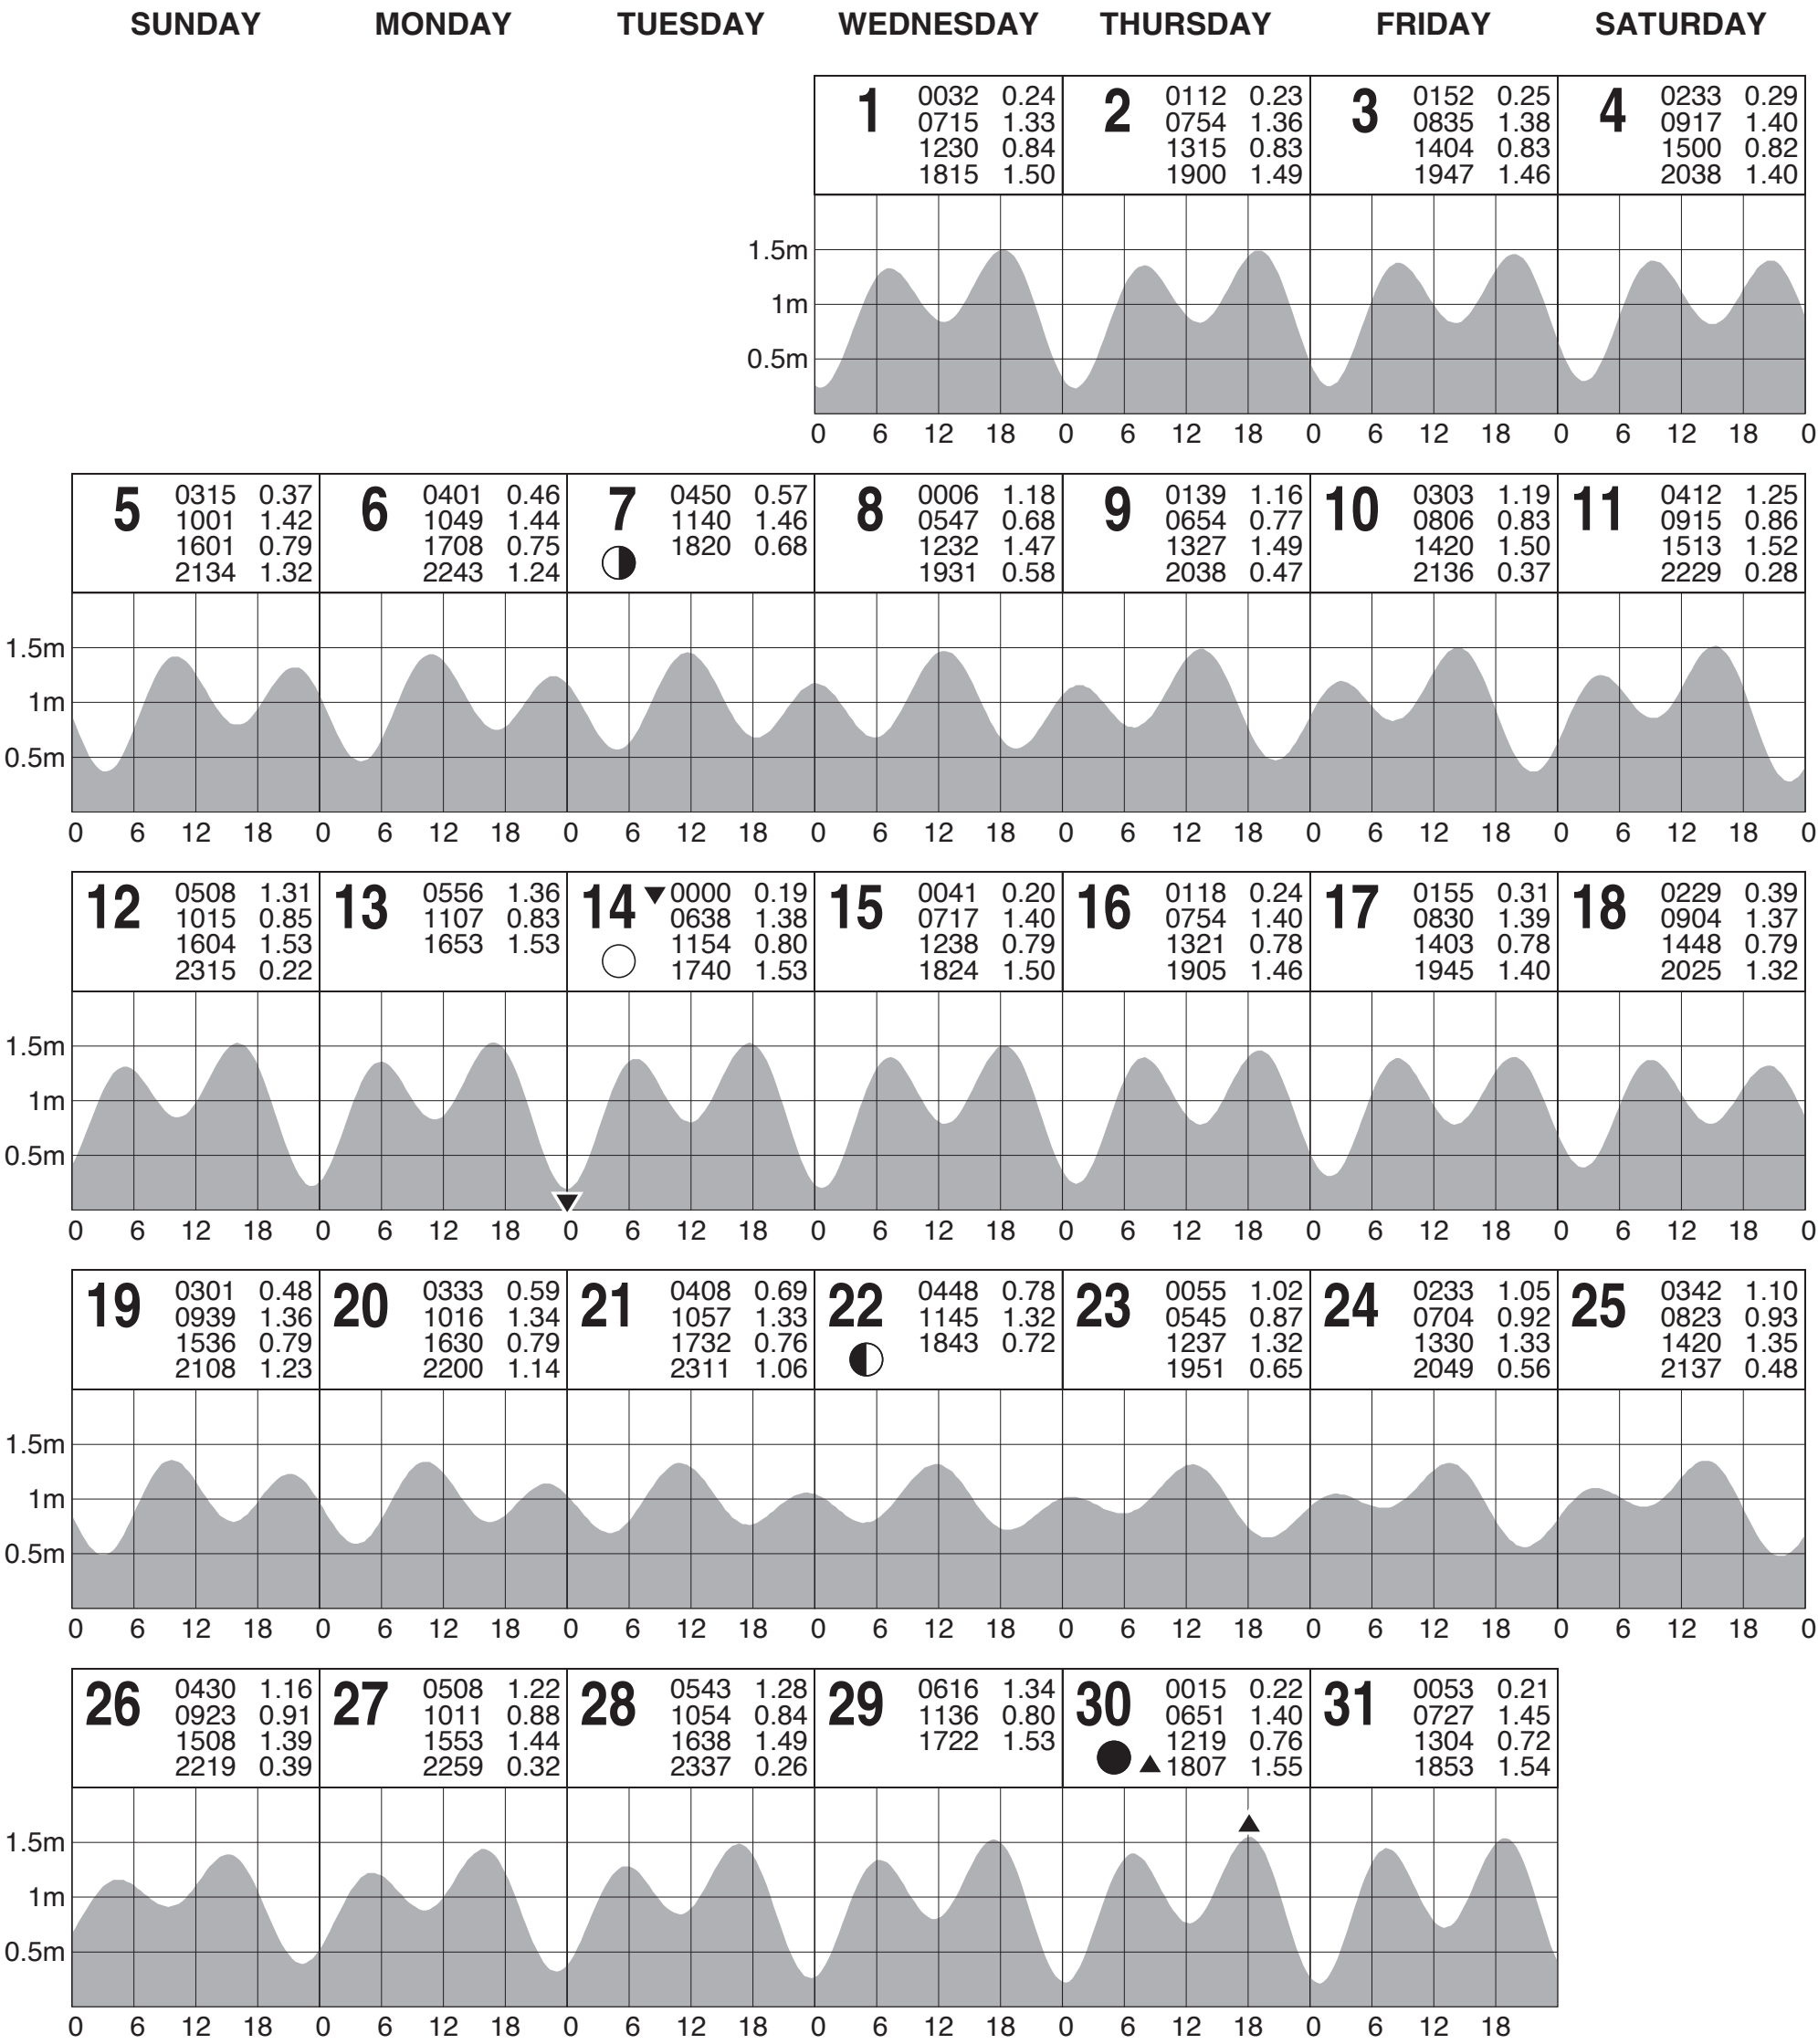 SUNDAY MONDAY TUESDAY WEDNESDAY THURSDAY FRIDAY SATURDAY
1 0032 0.24 2 0112 0.23 3 0152 0.25 4 0233 0.29
0715 1.33 0754 1.36 0835 1.38 0917 1.40
1230 0.84 1315 0.83 1404 0.83 1500 0.82
1815 1.50 1900 1.49 1947 1.46 2038 1.40
1.5m
1m
0.5m
0 6 12 18 0 6 12 18 0 6 12 18 0 6 12 18 0
5 0315 0.37 6 0401 0.46 7 0450 0.57 8 0006 1.18 9 0139 1.16 10 0303 1.19 11 0412 1.25
1001 1.42 1049 1.44 1140 1.46 0547 0.68 0654 0.77 0806 0.83 0915 0.86
1601 0.79 1708 0.75 1820 0.68 1232 1.47 1327 1.49 1420 1.50 1513 1.52
2134 1.32 2243 1.24 1931 0.58 2038 0.47 2136 0.37 2229 0.28
1.5m
1m
0.5m
0 6 12 18 0 6 12 18 0 6 12 18 0 6 12 18 0 6 12 18 0 6 12 18 0 6 12 18 0
12 0508 1.31 13 0556 1.36 14 ▼0000 0.19 15 0041 0.20 16 0118 0.24 17 0155 0.31 18 0229 0.39
1015 0.85 1107 0.83 0638 1.38 0717 1.40 0754 1.40 0830 1.39 0904 1.37
1604 1.53 1653 1.53 1154 0.80 1238 0.79 1321 0.78 1403 0.78 1448 0.79
2315 0.22 1740 1.53 1824 1.50 1905 1.46 1945 1.40 2025 1.32
1.5m
1m
0.5m
0 6 12 18 0 6 12 18 0 6 12 18 0 6 12 18 0 6 12 18 0 6 12 18 0 6 12 18 0
19 0301 0.48 20 0333 0.59 21 0408 0.69 22 0448 0.78 23 0055 1.02 24 0233 1.05 25 0342 1.10
0939 1.36 1016 1.34 1057 1.33 1145 1.32 0545 0.87 0704 0.92 0823 0.93
1536 0.79 1630 0.79 1732 0.76 1843 0.72 1237 1.32 1330 1.33 1420 1.35
2108 1.23 2200 1.14 2311 1.06 1951 0.65 2049 0.56 2137 0.48
1.5m
1m
0.5m
0 6 12 18 0 6 12 18 0 6 12 18 0 6 12 18 0 6 12 18 0 6 12 18 0 6 12 18 0
26 0430 1.16 27 0508 1.22 28 0543 1.28 29 0616 1.34 30 0015 0.22 31 0053 0.21
0923 0.91 1011 0.88 1054 0.84 1136 0.80 0651 1.40 0727 1.45
1508 1.39 1553 1.44 1638 1.49 1722 1.53 1219 0.76 1304 0.72
2219 0.39 2259 0.32 2337 0.26 ▲1807 1.55 1853 1.54
1.5m
1m
0.5m
0 6 12 18 0 6 12 18 0 6 12 18 0 6 12 18 0 6 12 18 0 6 12 18